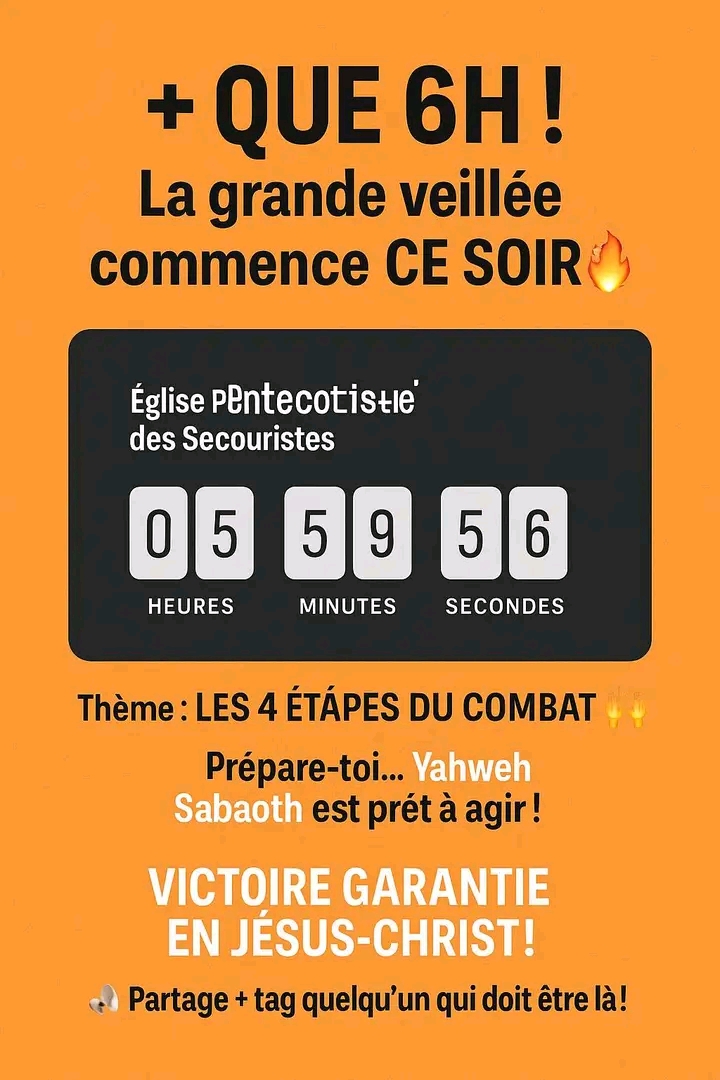 + QUE 6H !
La grande veillée
commence CE SOIR🔥
Église Pentecotistie'
des Secouristes
05 59 56
HEURES MINUTES SECONDES
Thème : LES 4 ÉTÁPES DU COMBAT 🙌
Prépare-toi... Yahweh
Sabaoth est prét à agir !
VICTOIRE GARANTIE
EN JÉSUS-CHRIST!
Partage + tag quelqu'un qui doit être là!